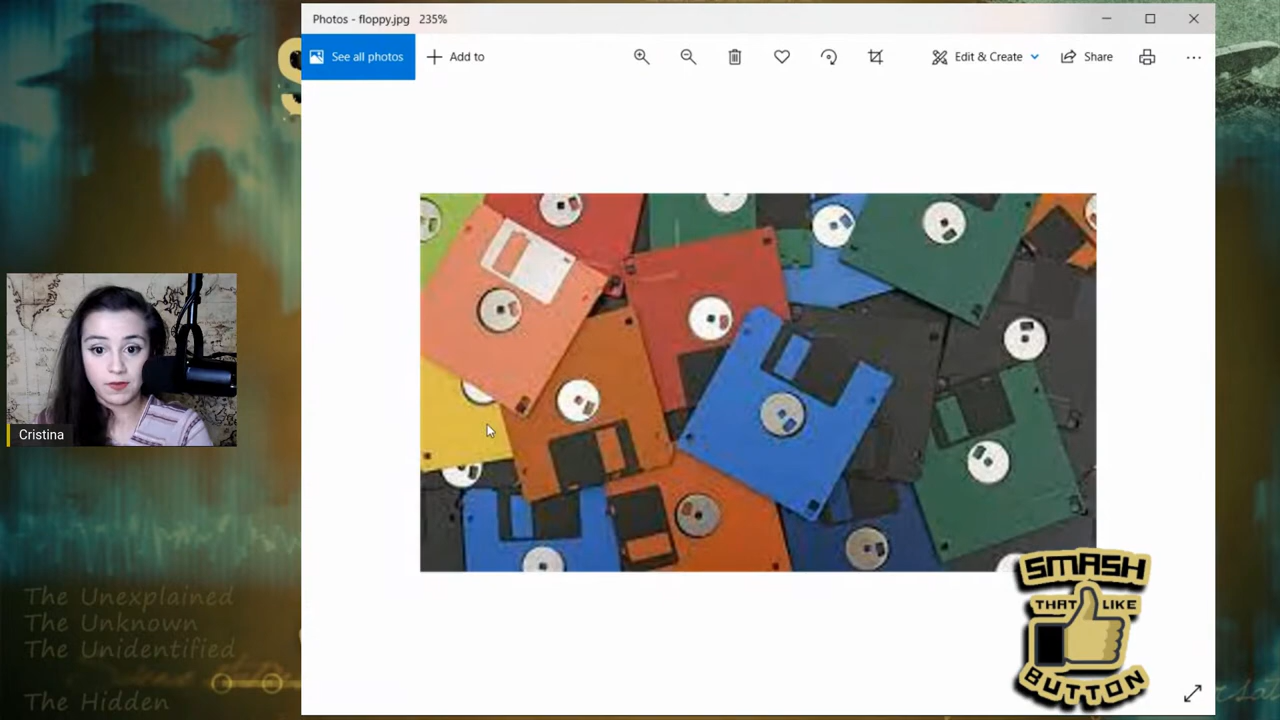 Photos - floppy.jpg 235%
See all photos
Add to
Edit & Create
Share
Cristina
SMASH
THAT LIKE
BUTTON
The Unexplained
The Unknown
The Unidentified
The Hidden